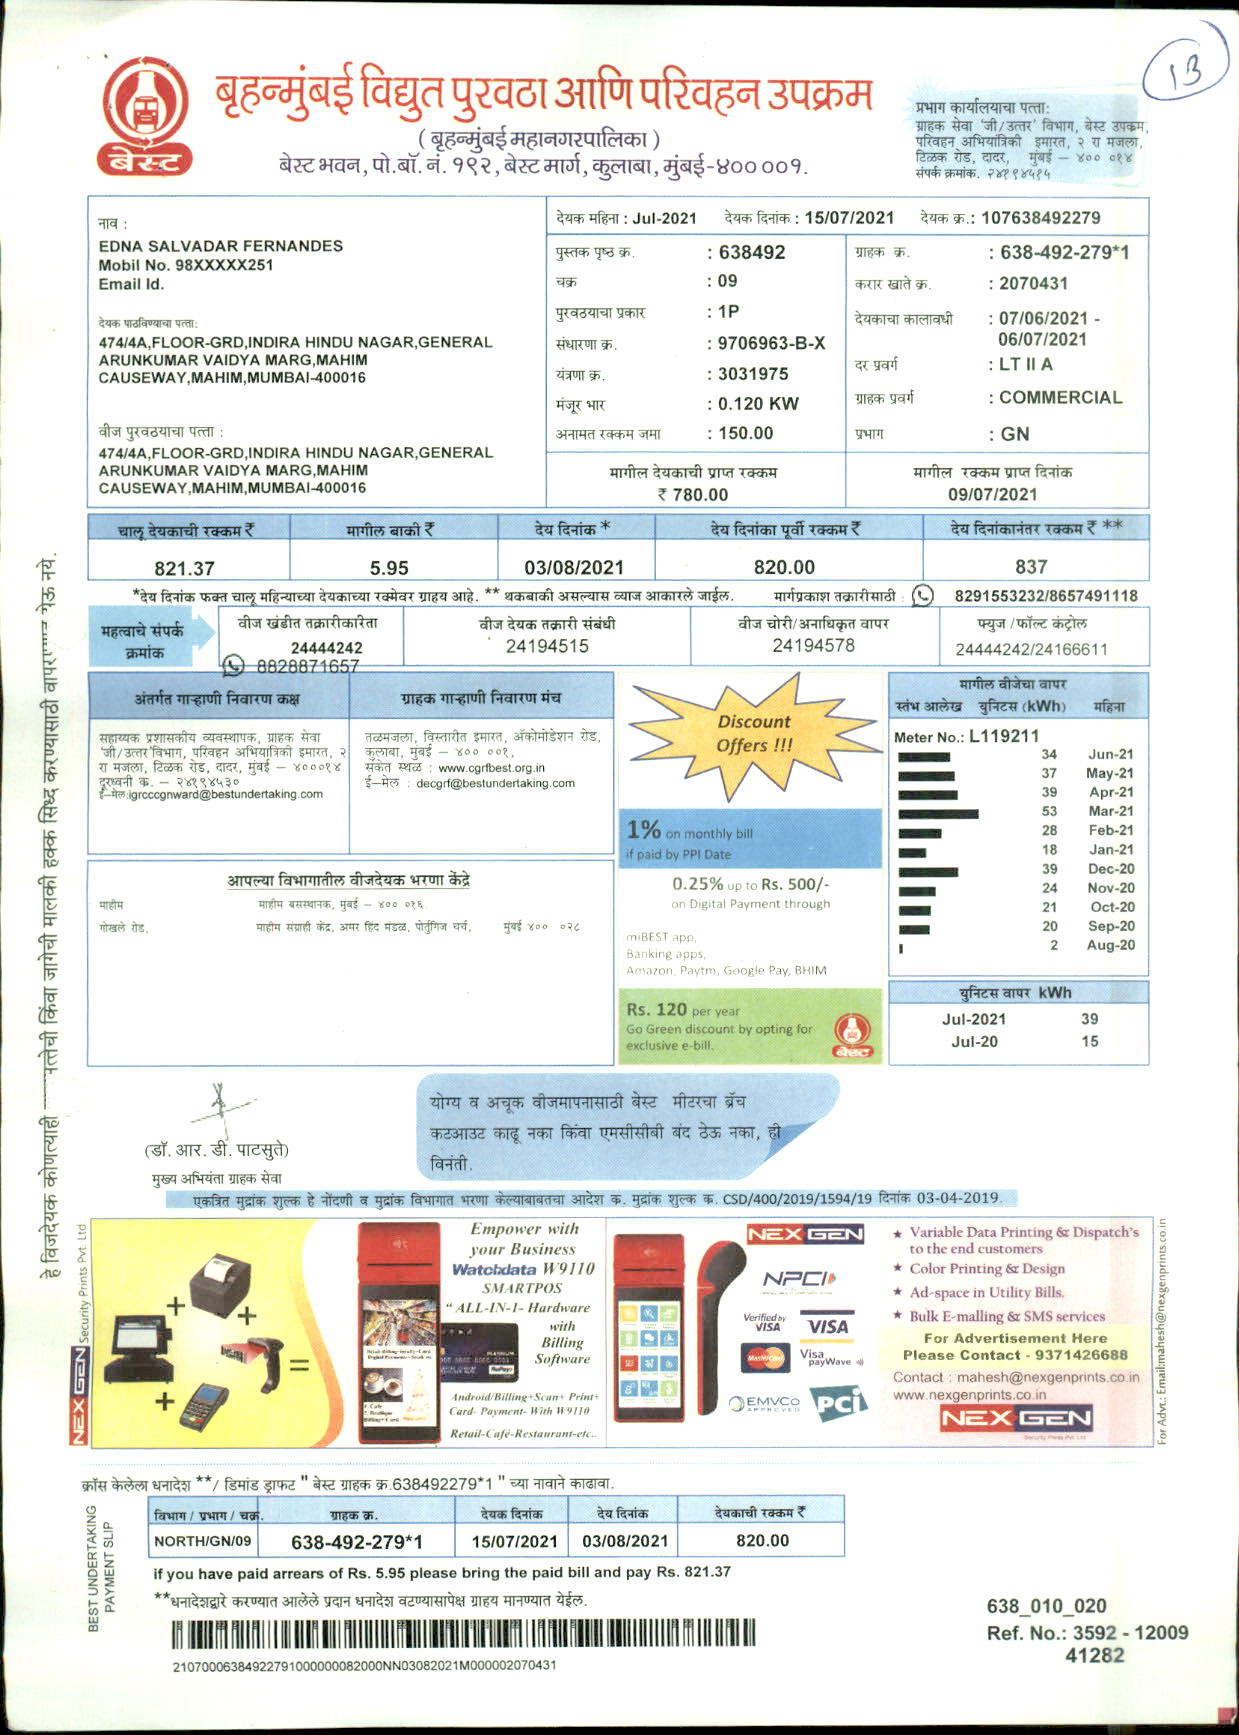 13
बेस्ट
बृहन्मुंबई विद्युत पुरवठा आणि परिवहन उपक्रम
( बृहन्मुंबई महानगरपालिका )
बेस्ट भवन, पो.बॉ. नं. १९२, बेस्ट मार्ग, कुलाबा, मुंबई-४०० ००१.
प्रभाग कार्यालयाचा पत्ता:
ग्राहक सेवा 'जी/उत्तर' विभाग, बेस्ट उपक्रम,
परिवहन अभियांत्रिकी इमारत, २ रा मजला,
टिळक रोड, दादर, मुंबई – ४०० ०१४
संपर्क क्रमांक. २४१९४५१५
नाव :
EDNA SALVADAR FERNANDES
Mobil No. 98XXXXX251
Email Id.
देयक पाठविण्याचा पत्ता:
474/4A,FLOOR-GRD,INDIRA HINDU NAGAR,GENERAL
ARUNKUMAR VAIDYA MARG,MAHIM
CAUSEWAY,MAHIM,MUMBAI-400016
वीज पुरवठयाचा पत्ता :
474/4A,FLOOR-GRD,INDIRA HINDU NAGAR,GENERAL
ARUNKUMAR VAIDYA MARG,MAHIM
CAUSEWAY,MAHIM,MUMBAI-400016
देयक महिना : Jul-2021 देयक दिनांक : 15/07/2021 देयक क्र.: 107638492279
पुस्तक पृष्ठ क्र. : 638492
चक्र : 09
पुरवठयाचा प्रकार : 1P
संधारणा क्र. : 9706963-B-X
यंत्रणा क्र. : 3031975
मंजूर भार : 0.120 KW
अनामत रक्कम जमा : 150.00
ग्राहक क्र. : 638-492-279*1
करार खाते क्र. : 2070431
देयकाचा कालावधी : 07/06/2021 -
06/07/2021
दर प्रवर्ग : LT II A
ग्राहक प्रवर्ग : COMMERCIAL
प्रभाग : GN
मागील देयकाची प्राप्त रक्कम
₹ 780.00
मागील रक्कम प्राप्त दिनांक
09/07/2021
चालू देयकाची रक्कम ₹ मागील बाकी ₹ देय दिनांक * देय दिनांका पूर्वी रक्कम ₹ देय दिनांकानंतर रक्कम ₹ **
821.37 5.95 03/08/2021 820.00 837
*देय दिनांक फक्त चालू महिन्याच्या देयकाच्या रक्मेवर ग्राहय आहे. ** थकबाकी असल्यास व्याज आकारले जाईल. मार्गप्रकाश तक्रारीसाठी : 8291553232/8657491118
महत्वाचे संपर्क
क्रमांक
वीज खंडीत तक्रारीकारिता
24444242
8828871657
वीज देयक तक्रारी संबंधी
24194515
वीज चोरी/अनाधिकृत वापर
24194578
फ्युज /फॉल्ट कंट्रोल
24444242/24166611
अंतर्गत गाऱ्हाणी निवारण कक्ष
सहाय्यक प्रशासकीय व्यवस्थापक, ग्राहक सेवा
'जी/उत्तर'विभाग, परिवहन अभियात्रिकी इमारत, २
रा मजला, टिळक रोड, दादर, मुंबई – ४०००१४
दूरध्वनी क. – २४१९४५३०
ई–मेल:igrcccgnward@bestundertaking.com
ग्राहक गाऱ्हाणी निवारण मंच
तळमजला, विस्तारीत इमारत, अ‍ॅकोमोडेशन रोड,
कुलाबा, मुंबई – ४०० ००१,
संकेत स्थळ : www.cgrfbest.org.in
ई–मेल : decgrf@bestundertaking.com
आपल्या विभागातील वीजदेयक भरणा केंद्रे
माहीम माहीम बसस्थानक, मुंबई – ४०० ०१६.
गोखले रोड, माहीम संग्राही केंद्र, अमर हिंद मंडळ, पोर्तुगिज चर्च, मुंबई ४०० ०२८
Discount
Offers !!!
1% on monthly bill
if paid by PPI Date
0.25% up to Rs. 500/-
on Digital Payment through
miBEST app,
Banking apps,
Amazon, Paytm, Google Pay, BHIM
Rs. 120 per year
Go Green discount by opting for
exclusive e-bill.
बेस्ट
मागील वीजेचा वापर
स्तंभ आलेख युनिटस (kWh) महिना
Meter No.: L119211
34 Jun-21
37 May-21
39 Apr-21
53 Mar-21
28 Feb-21
18 Jan-21
39 Dec-20
24 Nov-20
21 Oct-20
20 Sep-20
2 Aug-20
युनिटस वापर kWh
Jul-2021 39
Jul-20 15
(डॉ. आर. डी. पाटसुते)
मुख्य अभियंता ग्राहक सेवा
योग्य व अचूक वीजमापनासाठी बेस्ट मीटरचा ब्रॅच
कटआउट काढू नका किंवा एमसीसीबी बंद ठेऊ नका, ही
विनंती.
एकत्रित मुद्रांक शुल्क हे नोंदणी व मुद्रांक विभागात भरणा केल्याबाबतचा आदेश क. मुद्रांक शुल्क क. CSD/400/2019/1594/19 दिनांक 03-04-2019.
हे विजदेयक कोणत्याही
त्तेची किंवा जागेची मालकी हक्क सिध्द करण्यासाठी वापर
नेऊ नये.
NEXGEN Security Prints Pvt. Ltd
Empower with
your Business
Watchdata W9110
SMARTPOS
" ALL-IN-1- Hardware
with
Billing
Software
Android/Billing+Scan+ Print+
Card- Payment- With W9110
Retail-Café-Restaurant-etc..
NEXGEN
NPCI
Verified by
VISA
VISA
MasterCard
Visa
payWave
EMVCo
APPROVED
PCI
★ Variable Data Printing & Dispatch's
to the end customers
★ Color Printing & Design
★ Ad-space in Utility Bills.
★ Bulk E-malling & SMS services
For Advertisement Here
Please Contact - 9371426688
Contact : mahesh@nexgenprints.co.in
www.nexgenprints.co.in
NEXGEN
For Advt.: Email:mahesh@nexgenprints.co.in
क्रॉस केलेला धनादेश **/ डिमांड ड्राफट " बेस्ट ग्राहक क्र.638492279*1 " च्या नावाने काढावा.
BEST UNDERTAKING
PAYMENT SLIP
विभाग / प्रभाग / चक्र. ग्राहक क्र. देयक दिनांक देय दिनांक देयकाची रक्कम ₹
NORTH/GN/09 638-492-279*1 15/07/2021 03/08/2021 820.00
if you have paid arrears of Rs. 5.95 please bring the paid bill and pay Rs. 821.37
**धनादेशद्वारे करण्यात आलेले प्रदान धनादेश वटण्यासापेक्ष ग्राहय मानण्यात येईल.
638_010_020
Ref. No.: 3592 - 12009
41282
2107000638492279100000008​2000NN03082021M000002070431